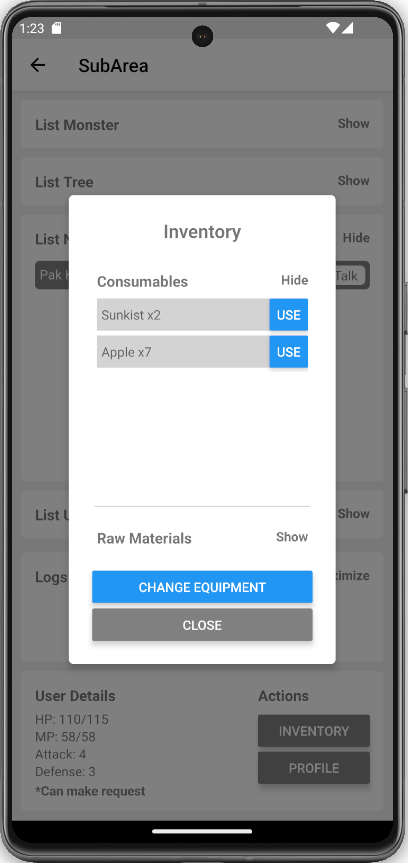 1:23
SubArea
List Monster Show
List Tree Show
List N Hide
Pak Talk
Inventory
Consumables Hide
Sunkist x2 USE
Apple x7 USE
List U Show
Raw Materials Show
Logs imize
CHANGE EQUIPMENT
CLOSE
User Details Actions
HP: 110/115
MP: 58/58
INVENTORY
Attack: 4
Defense: 3
PROFILE
*Can make request